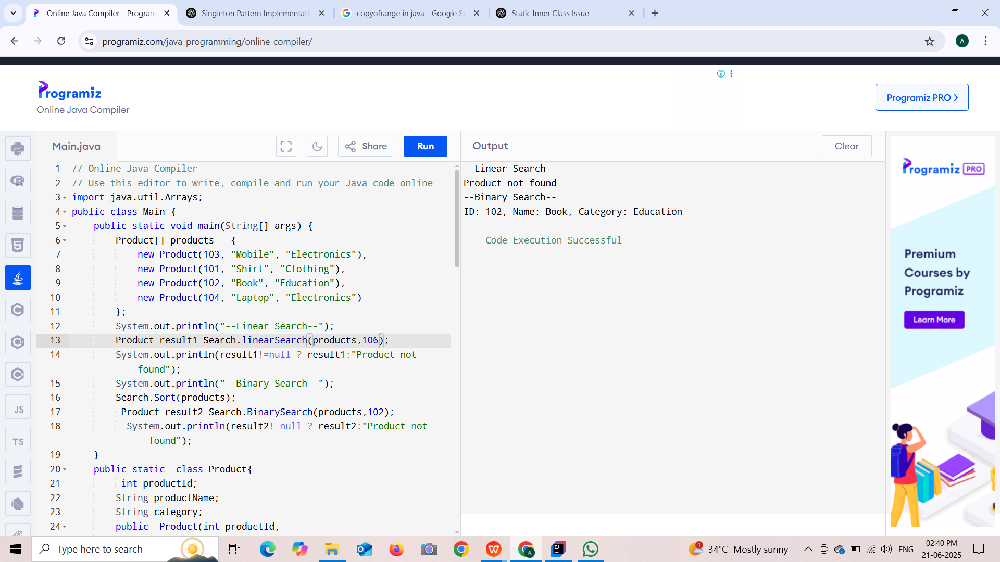 Online Java Compiler - Program
Singleton Pattern Implementati
copyofrange in java - Google Se
Static Inner Class Issue
programiz.com/java-programming/online-compiler/
A
Programiz
Online Java Compiler
Programiz PRO
Main.java
Share
Run
Output
Clear
1 // Online Java Compiler
2 // Use this editor to write, compile and run your Java code online
3 import java.util.Arrays;
4 public class Main {
5 public static void main(String[] args) {
6 Product[] products = {
7 new Product(103, "Mobile", "Electronics"),
8 new Product(101, "Shirt", "Clothing"),
9 new Product(102, "Book", "Education"),
10 new Product(104, "Laptop", "Electronics")
11 };
12 System.out.println("--Linear Search--");
13 Product result1=Search.linearSearch(products,106);
14 System.out.println(result1!=null ? result1:"Product not
found");
15 System.out.println("--Binary Search--");
16 Search.Sort(products);
17 Product result2=Search.BinarySearch(products,102);
18 System.out.println(result2!=null ? result2:"Product not
found");
19 }
20 public static  class Product{
21 int productId;
22 String productName;
23 String category;
24 public  Product(int productId,
--Linear Search--
Product not found
--Binary Search--
ID: 102, Name: Book, Category: Education
=== Code Execution Successful ===
JS
TS
Programiz PRO
Premium
Courses by
Programiz
Learn More
Type here to search
1
34°C Mostly sunny
ENG
02:40 PM
21-06-2025